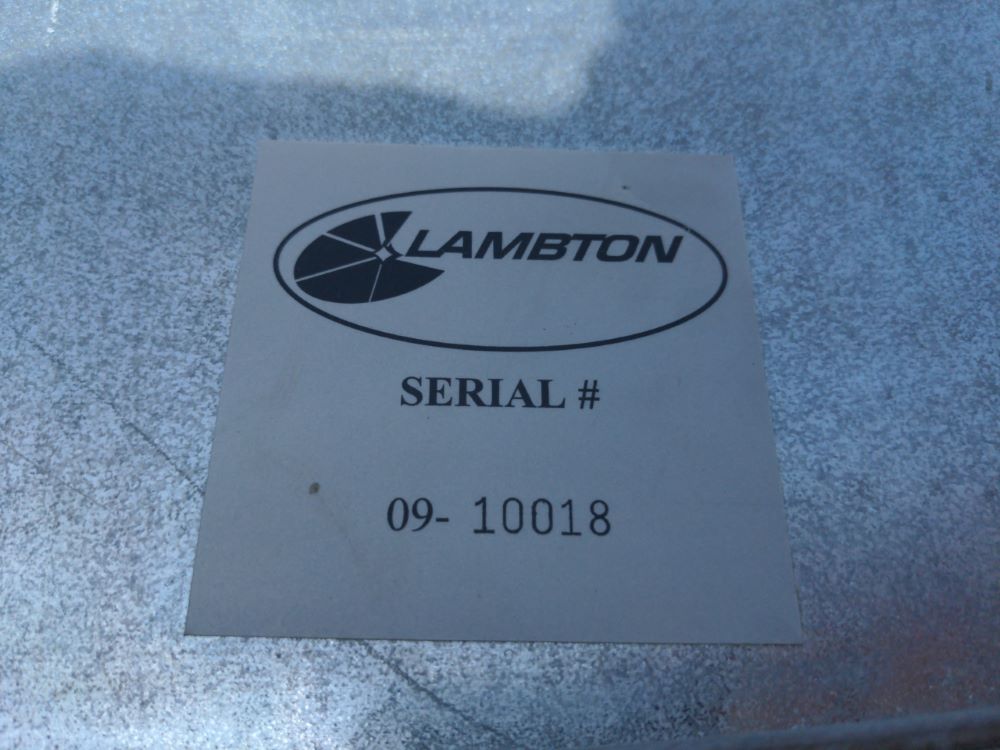 LAMBTON
SERIAL #
09- 10018